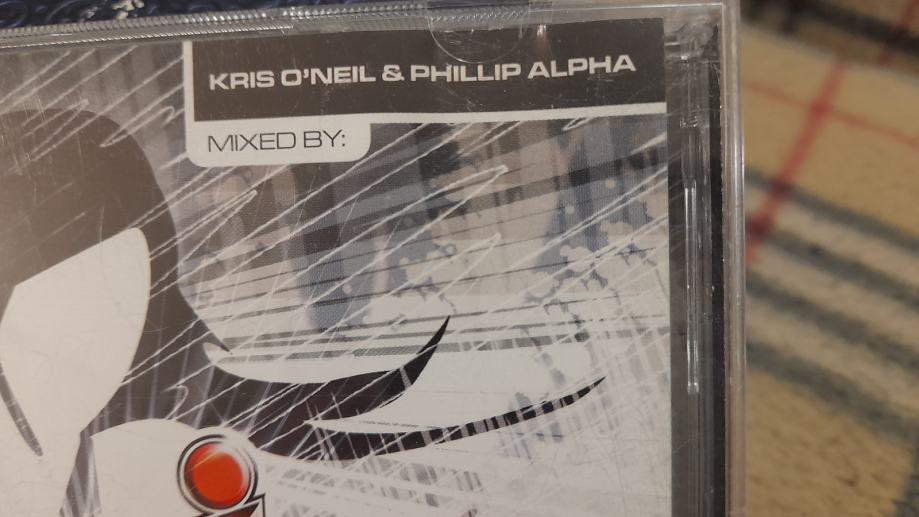 KRIS O'NEIL & PHILLIP ALPHA
MIXED BY: